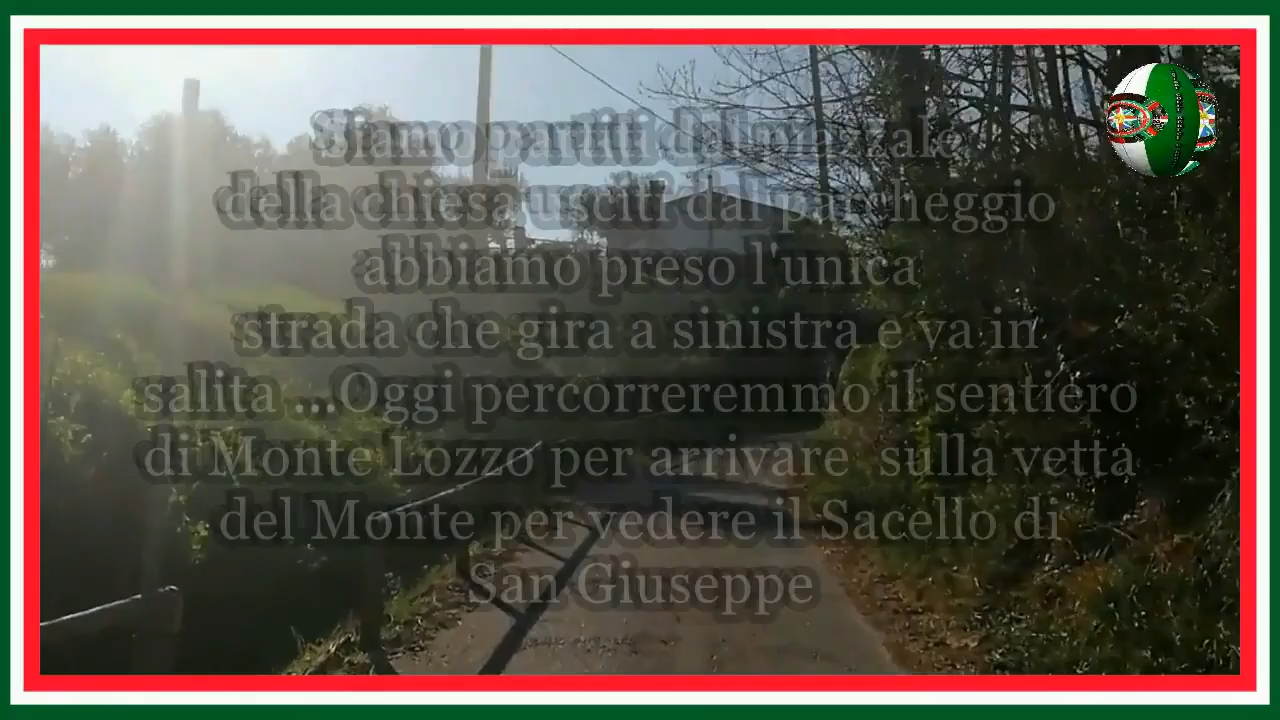 Siamo partiti dal piazzale
della chiesa usciti dal parcheggio
abbiamo preso l'unica
strada che gira a sinistra e va in
salita ...Oggi percorreremmo il sentiero
di Monte Lozzo per arrivare sulla vetta
del Monte per vedere il Sacello di
San Giuseppe